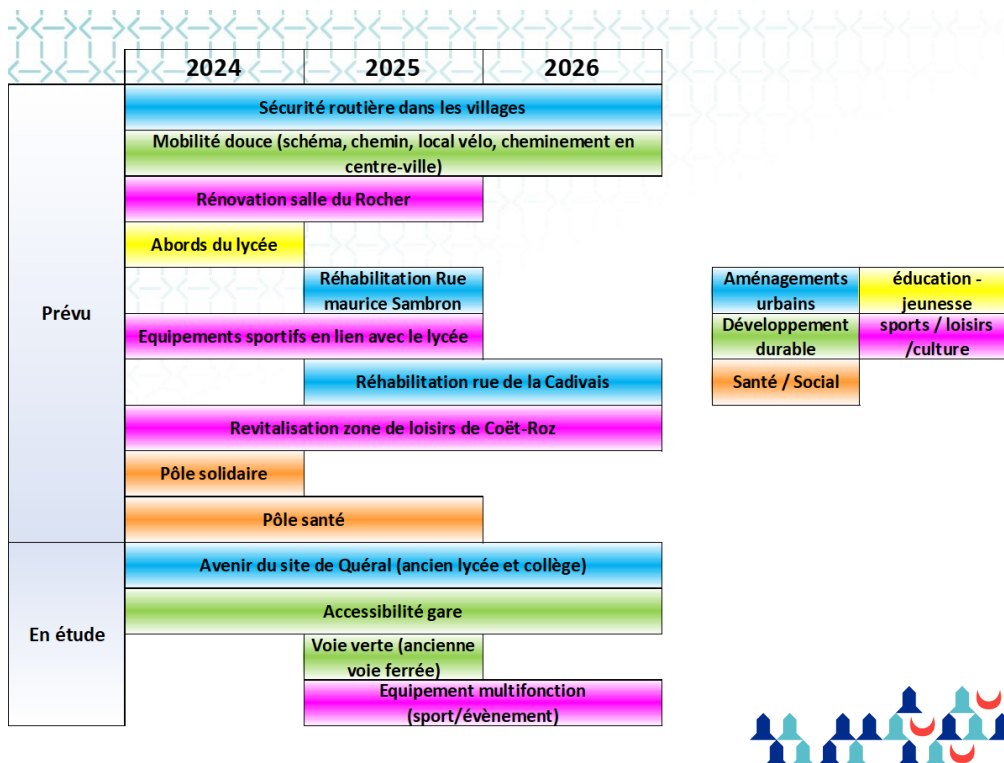 2024 2025 2026
Sécurité routière dans les villages
Mobilité douce (schéma, chemin, local vélo, cheminement en
centre-ville)
Rénovation salle du Rocher
Abords du lycée
Prévu
Réhabilitation Rue
maurice Sambron
Equipements sportifs en lien avec le lycée
Réhabilitation rue de la Cadivais
Revitalisation zone de loisirs de Coët-Roz
Pôle solidaire
Pôle santé
En étude
Avenir du site de Quéral (ancien lycée et collège)
Accessibilité gare
Voie verte (ancienne
voie ferrée)
Equipement multifonction
(sport/évènement)
Aménagements
urbains
éducation -
jeunesse
Développement
durable
sports / loisirs
/culture
Santé / Social